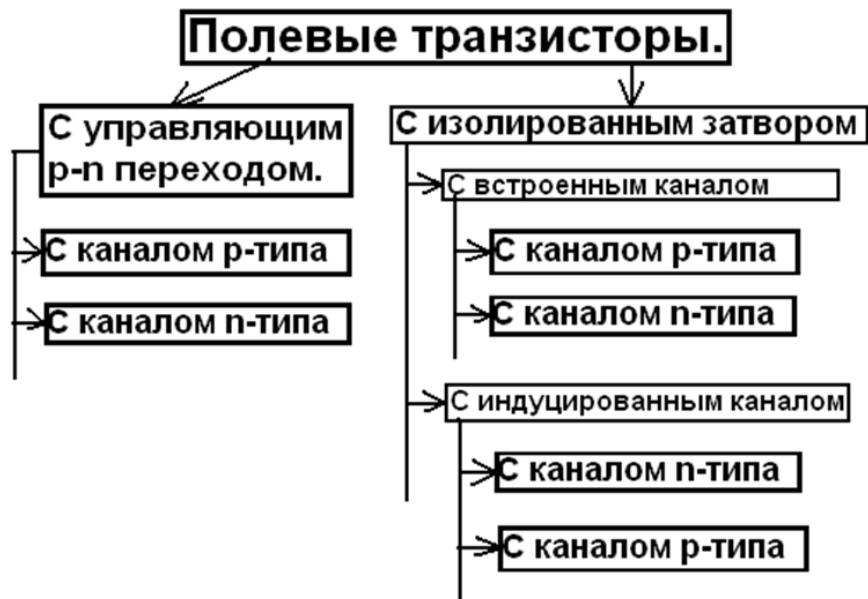 Полевые транзисторы.
С управляющим
p-n переходом.
С каналом p-типа
С каналом n-типа
С изолированным затвором
С встроенным каналом
С каналом p-типа
С каналом n-типа
С индуцированным каналом
С каналом n-типа
С каналом p-типа